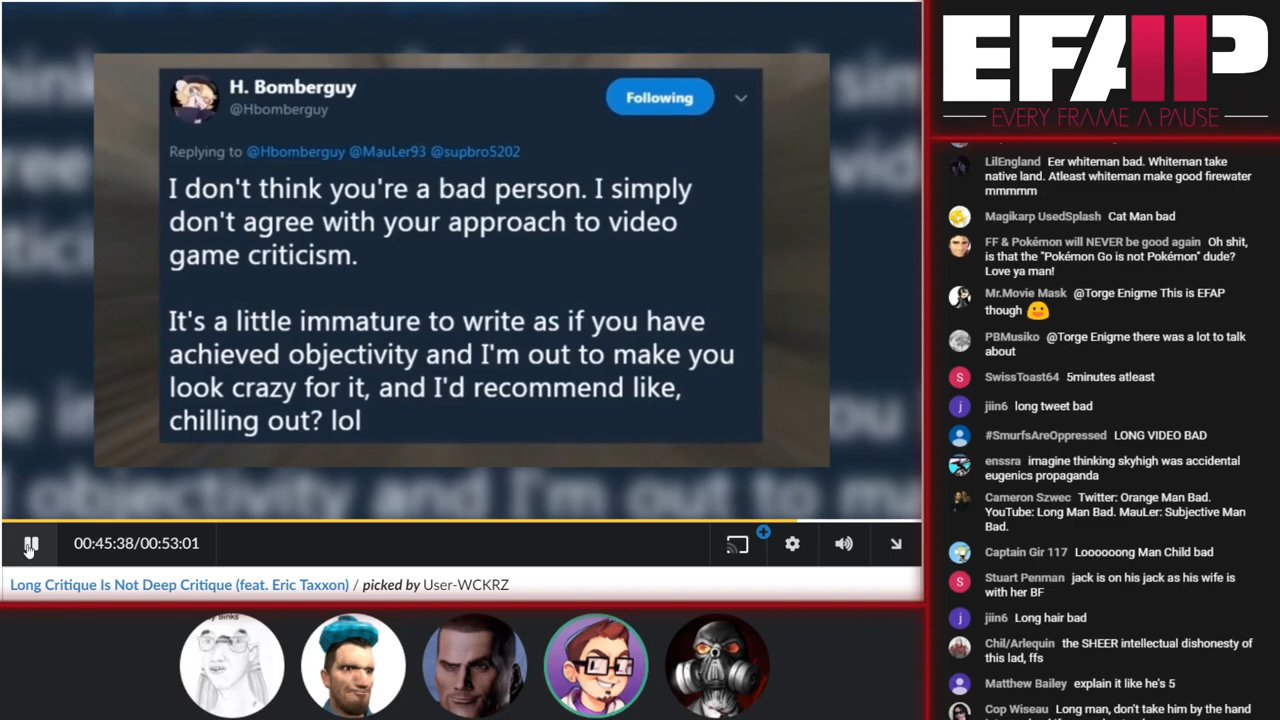 H. Bomberguy
@Hbomberguy
Following
Replying to @Hbomberguy @MauLer93 @supbro5202
I don't think you're a bad person. I simply
don't agree with your approach to video
game criticism.
It's a little immature to write as if you have
achieved objectivity and I'm out to make you
look crazy for it, and I'd recommend like,
chilling out? lol
00:45:38/00:53:01
Long Critique Is Not Deep Critique (feat. Eric Taxxon) / picked by User-WCKRZ
EFAP
EVERY FRAME A PAUSE
LilEngland Eer whiteman bad. Whiteman take
native land. Atleast whiteman make good firewater
mmmmm
Magikarp UsedSplash Cat Man bad
FF & Pokémon will NEVER be good again Oh shit,
is that the "Pokémon Go is not Pokémon" dude?
Love ya man!
Mr.Movie Mask @Torge Enigme This is EFAP
though
PBMusiko @Torge Enigme there was a lot to talk
about
S SwissToast64 5minutes atleast
j jiin6 long tweet bad
#SmurfsAreOppressed LONG VIDEO BAD
enssra imagine thinking skyhigh was accidental
eugenics propaganda
Cameron Szwec Twitter: Orange Man Bad.
YouTube: Long Man Bad. MauLer: Subjective Man
Bad.
Captain Gir 117 Loooooong Man Child bad
S Stuart Penman jack is on his jack as his wife is
with her BF
j jiin6 Long hair bad
Chil/Arlequin the SHEER intellectual dishonesty of
this lad, ffs
Matthew Bailey explain it like he's 5
Cop Wiseau Long man, don't take him by the hand